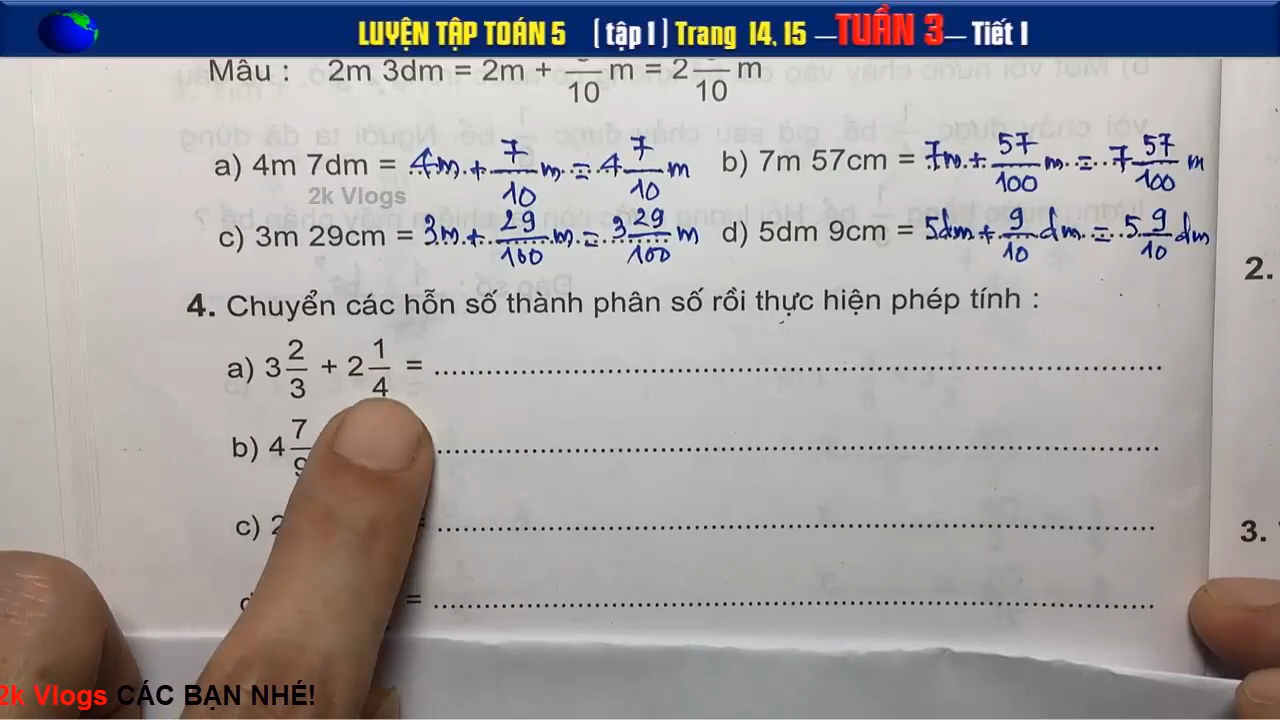 LUYỆN TẬP TOÁN 5 ( tập 1 ) Trang 14, 15 —TUẦN 3— Tiết 1
Mẫu : 2m 3dm = 2m + /10 m = 2 /10 m
a) 4m 7dm = 4m + 7/10 m = 4 7/10 m b) 7m 57cm = 7m + 57/100 m = 7 57/100 m
2k Vlogs
c) 3m 29cm = 3m + 29/100 m = 3 29/100 m d) 5dm 9cm = 5dm + 9/10 dm = 5 9/10 dm
2.
4. Chuyển các hỗn số thành phân số rồi thực hiện phép tính :
a) 3 2/3 + 2 1/4 = ....................
b) 4 7/9 ....................
c) 2 = ....................
3.
= ....................
2k Vlogs CÁC BẠN NHÉ!